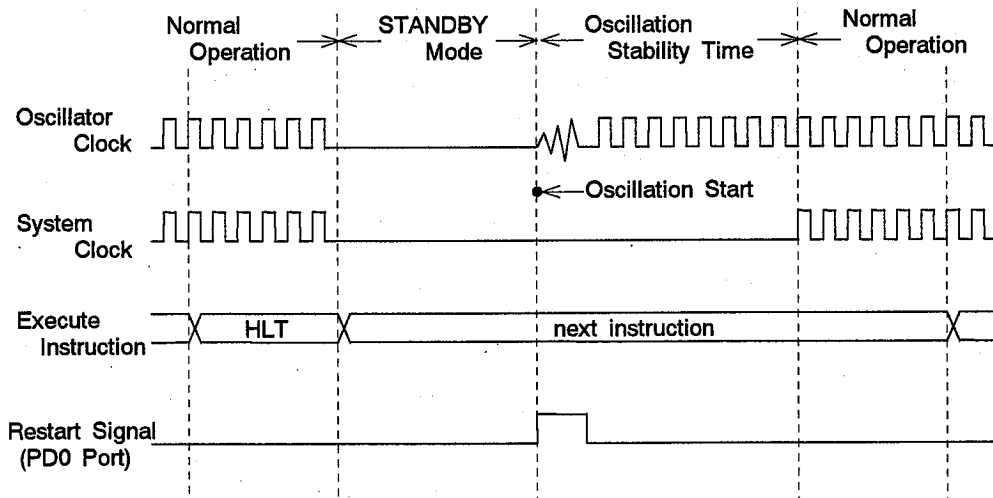 Normal
Operation
STANDBY
Mode
Oscillation
Stability Time
Normal
Operation
Oscillator
Clock
Oscillation Start
System
Clock
Execute
Instruction
HLT
next instruction
Restart Signal
(PD0 Port)